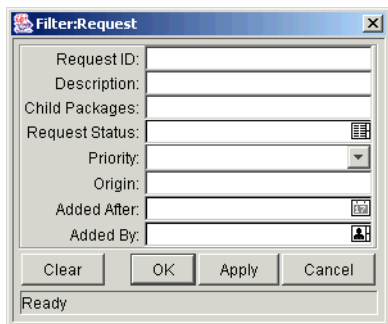 Filter:Request
Request ID:
Description:
Child Packages:
Request Status:
Priority:
Origin:
Added After:
17
Added By:
Clear OK Apply Cancel
Ready